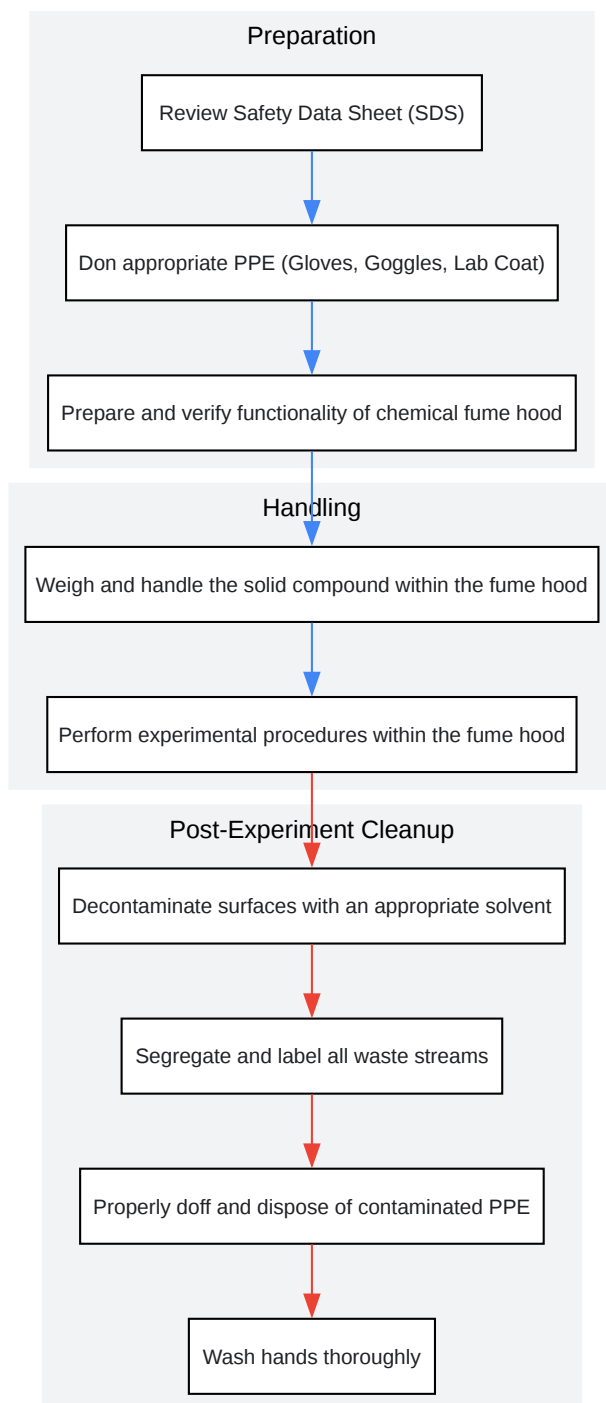 Preparation
Review Safety Data Sheet (SDS)
Don appropriate PPE (Gloves, Goggles, Lab Coat)
Prepare and verify functionality of chemical fume hood
Handling
Weigh and handle the solid compound within the fume hood
Perform experimental procedures within the fume hood
Post-Experiment Cleanup
Decontaminate surfaces with an appropriate solvent
Segregate and label all waste streams
Properly doff and dispose of contaminated PPE
Wash hands thoroughly